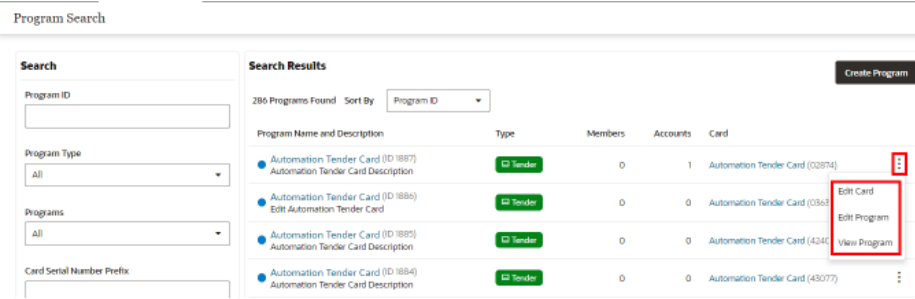 Program Search
Search
Program ID
Program Type
All
Programs
All
Card Serial Number Prefix
Search Results
Create Program
286 Programs Found Sort By Program ID
Program Name and Description Type Members Accounts Card
Automation Tender Card (ID 1887) Tender 0 1 Automation Tender Card (02874)
Automation Tender Card Description
Automation Tender Card (ID 1886) Tender 0 0 Automation Tender Card (0363
Edit Automation Tender Card
Automation Tender Card (ID 1885) Tender 0 0 Automation Tender Card (4240
Automation Tender Card Description
Automation Tender Card (ID 1884) Tender 0 0 Automation Tender Card (43077)
Automation Tender Card Description
Edit Card
Edit Program
View Program